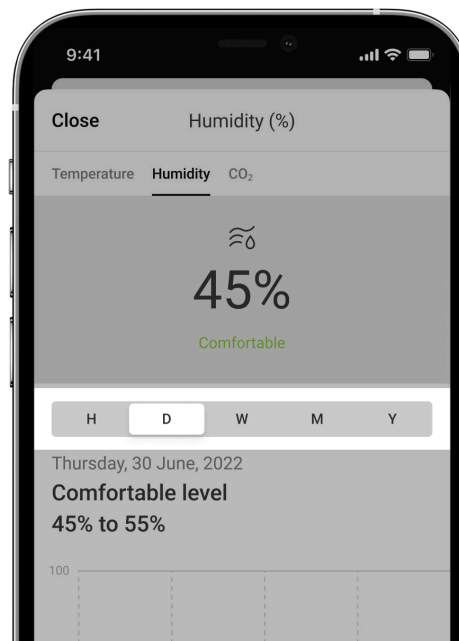 9:41
Close Humidity (%)
Temperature Humidity CO₂
45%
Comfortable
H D W M Y
Thursday, 30 June, 2022
Comfortable level
45% to 55%
100